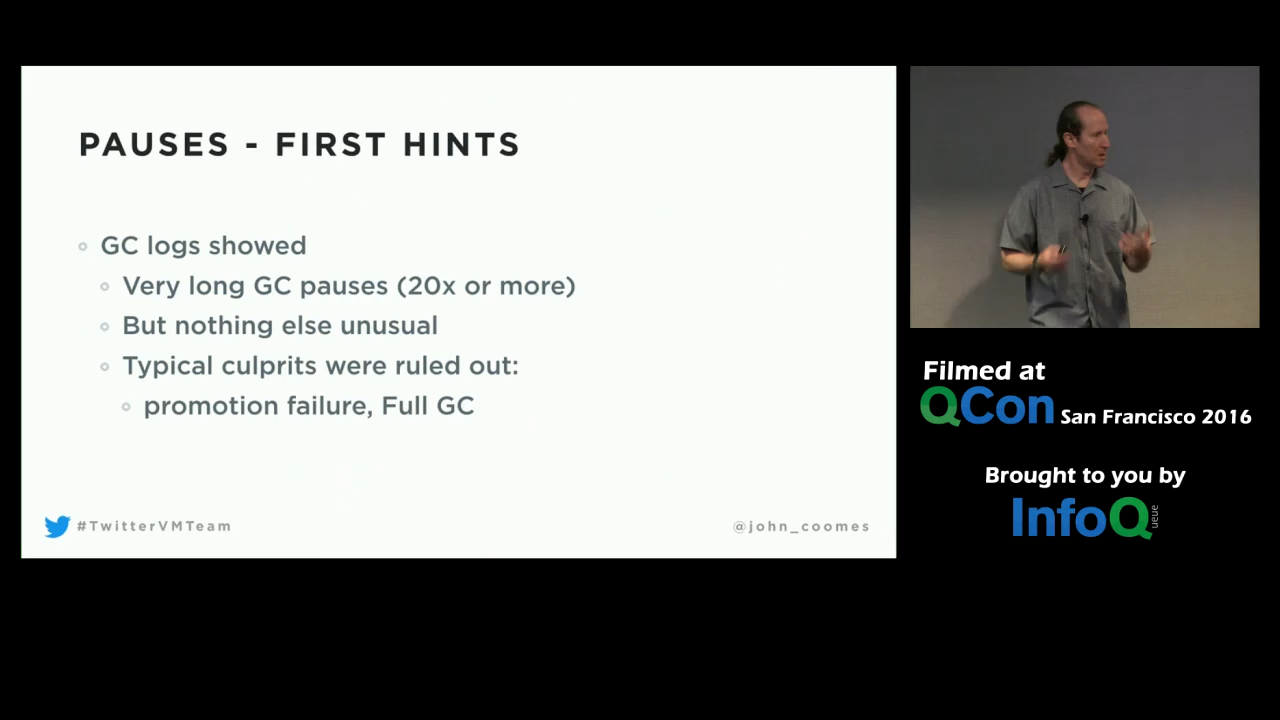 PAUSES - FIRST HINTS
GC logs showed
Very long GC pauses (20x or more)
But nothing else unusual
Typical culprits were ruled out:
promotion failure, Full GC
#TwitterVMTeam
@john_coomes
Filmed at
QCon San Francisco 2016
Brought to you by
InfoQueue